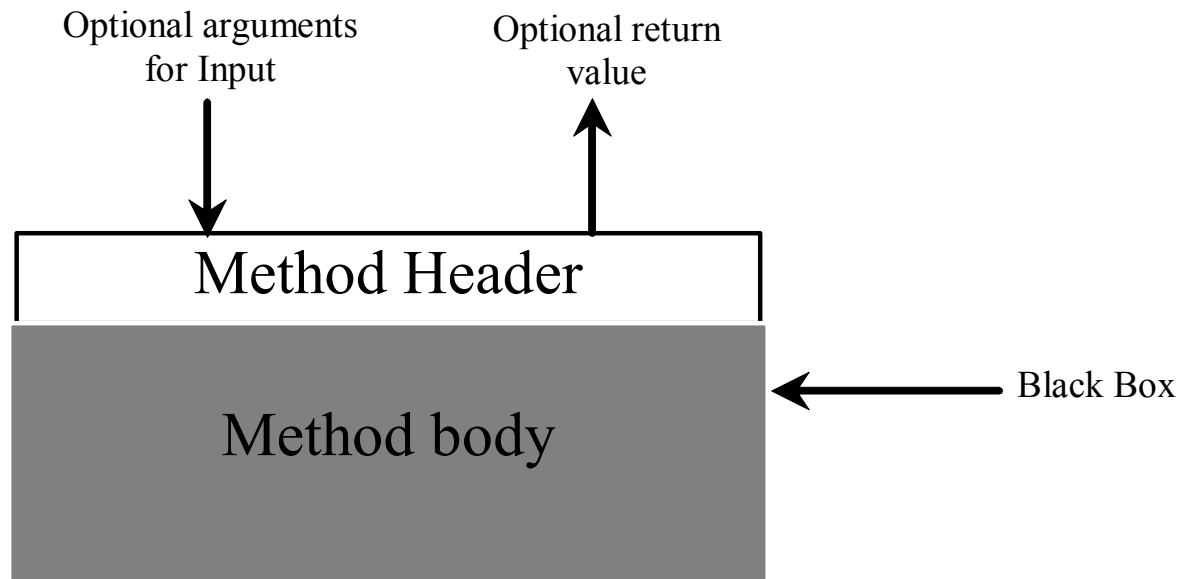 Optional arguments
for Input
Optional return
value
Method Header
Black Box
Method body